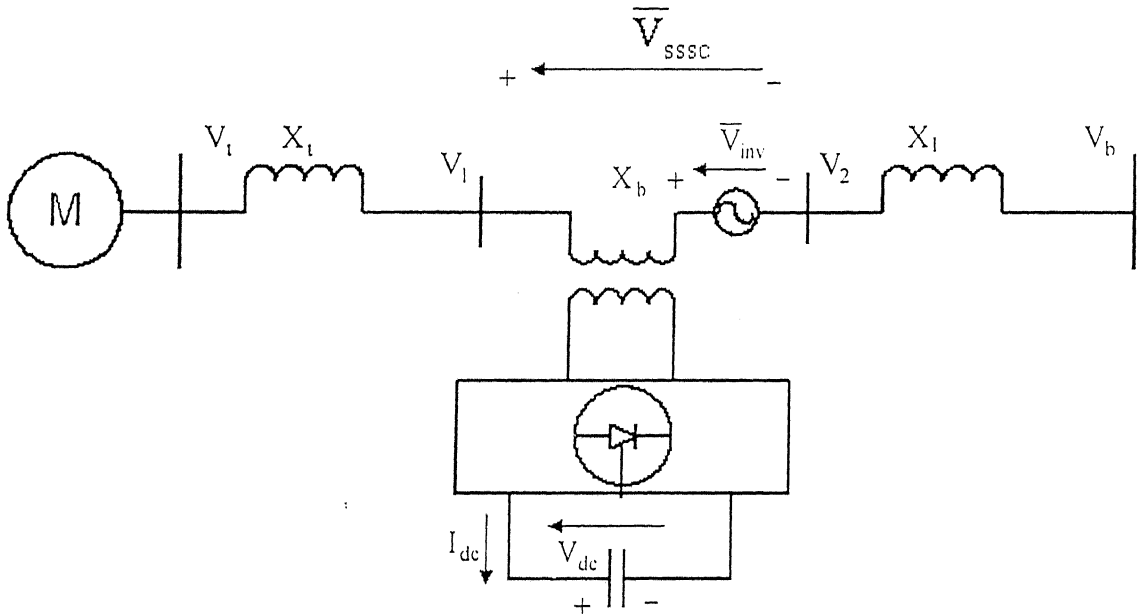 V̅sssc
+ −
Vt Xt V1 Xb + V̅inv − V2 Xl Vb
M
Idc Vdc
+ −